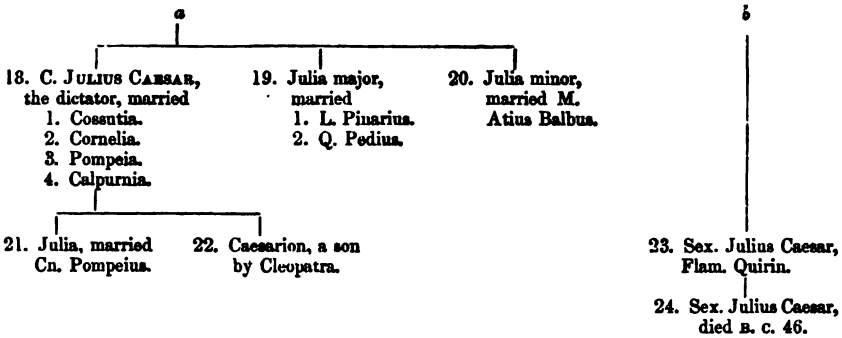 a
b
18. C. JULIUS CAESAR,
the dictator, married
1. Cossutia.
2. Cornelia.
3. Pompeia.
4. Calpurnia.
19. Julia major,
married
1. L. Pinarius.
2. Q. Pedius.
20. Julia minor,
married M.
Atius Balbus.
21. Julia, married
Cn. Pompeius.
22. Caesarion, a son
by Cleopatra.
23. Sex. Julius Caesar,
Flam. Quirin.
24. Sex. Julius Caesar,
died B. C. 46.